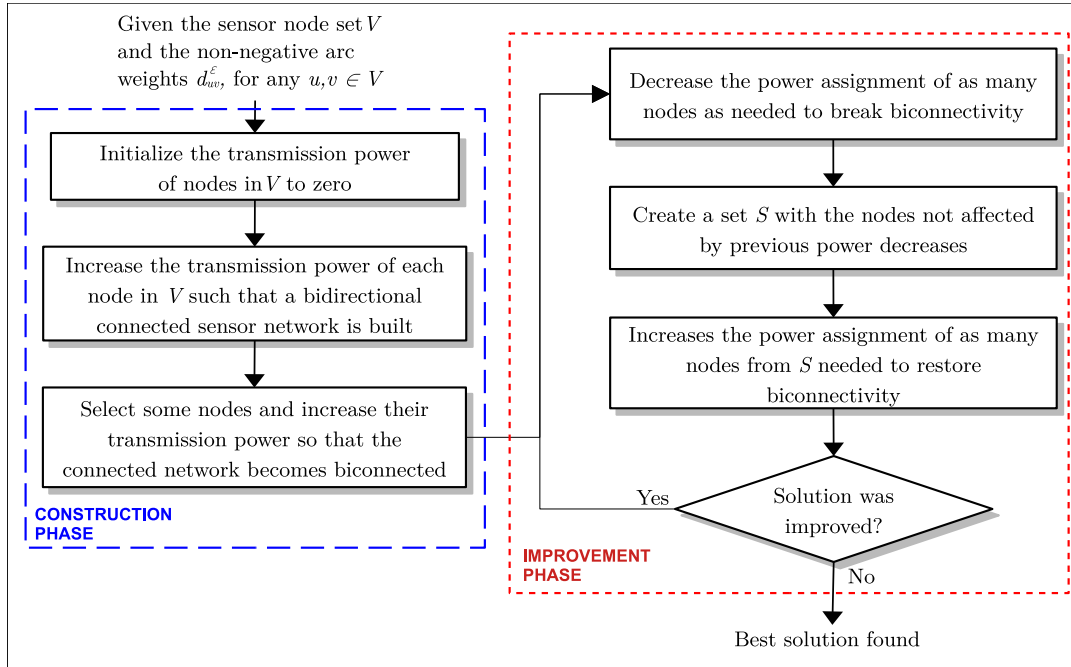 Given the sensor node set V
and the non-negative arc
weights d^ε_uv, for any u,v ∈ V
Initialize the transmission power
of nodes in V to zero
Increase the transmission power of each
node in V such that a bidirectional
connected sensor network is built
Select some nodes and increase their
transmission power so that the
connected network becomes biconnected
CONSTRUCTION
PHASE
Decrease the power assignment of as many
nodes as needed to break biconnectivity
Create a set S with the nodes not affected
by previous power decreases
Increases the power assignment of as many
nodes from S needed to restore
biconnectivity
Yes
Solution was
improved?
IMPROVEMENT
PHASE
No
Best solution found